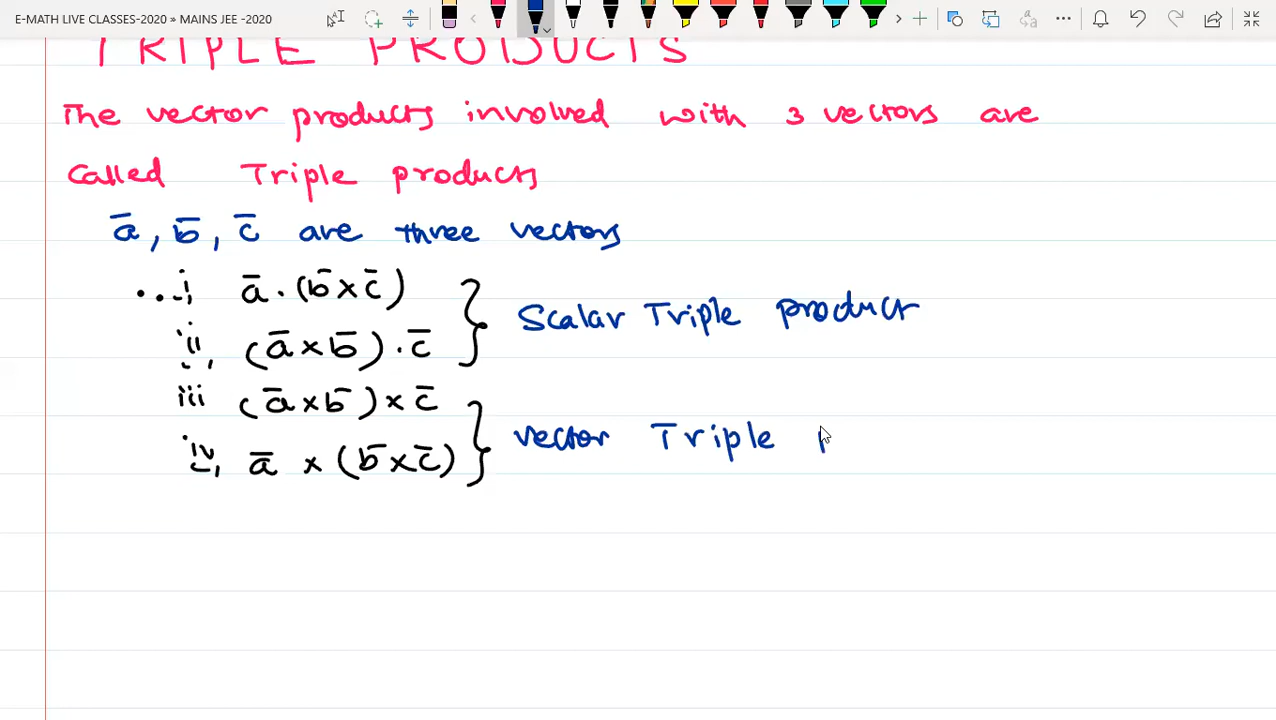 E-MATH LIVE CLASSES-2020 » MAINS JEE -2020
TRIPLE PRODUCTS
The vector products involved with 3 vectors are
called Triple products
a̅, b̅, c̅ are three vectors
i, a̅ · (b̅ × c̅)
ii, (a̅ × b̅) · c̅
Scalar Triple product
iii (a̅ × b̅) × c̅
iv, a̅ × (b̅ × c̅)
vector Triple p